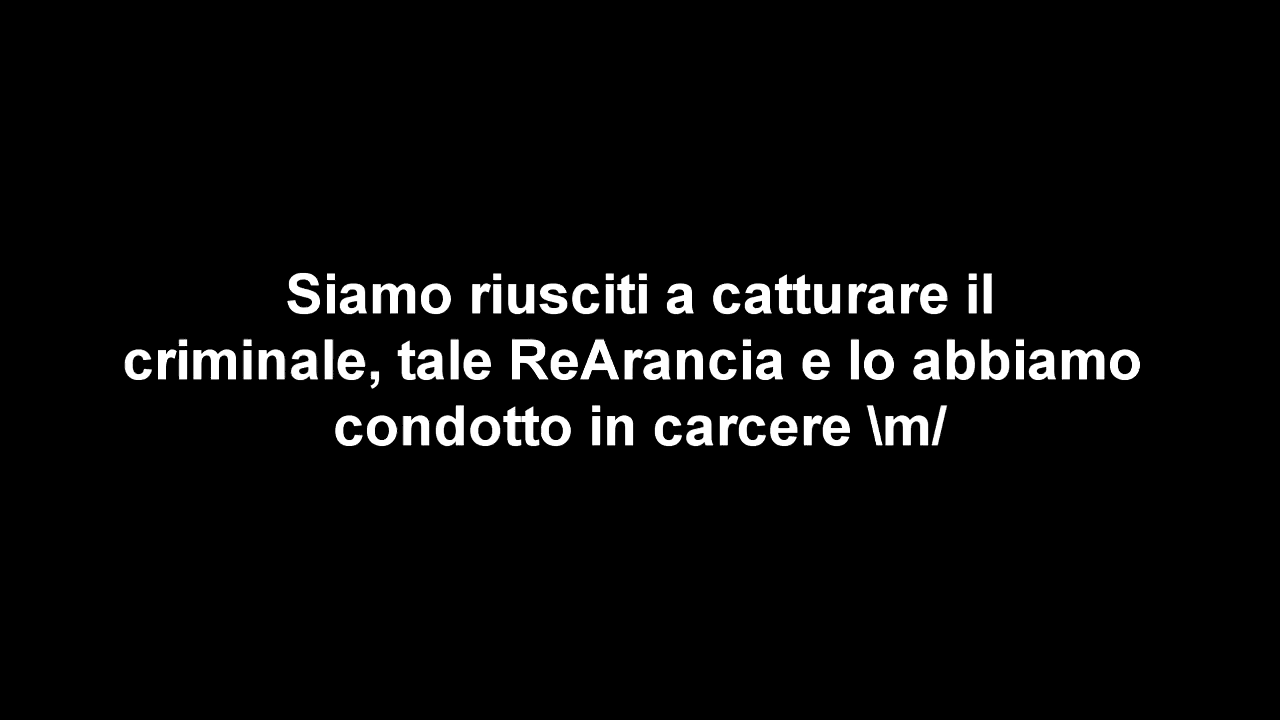 Siamo riusciti a catturare il
criminale, tale ReArancia e lo abbiamo
condotto in carcere \m/